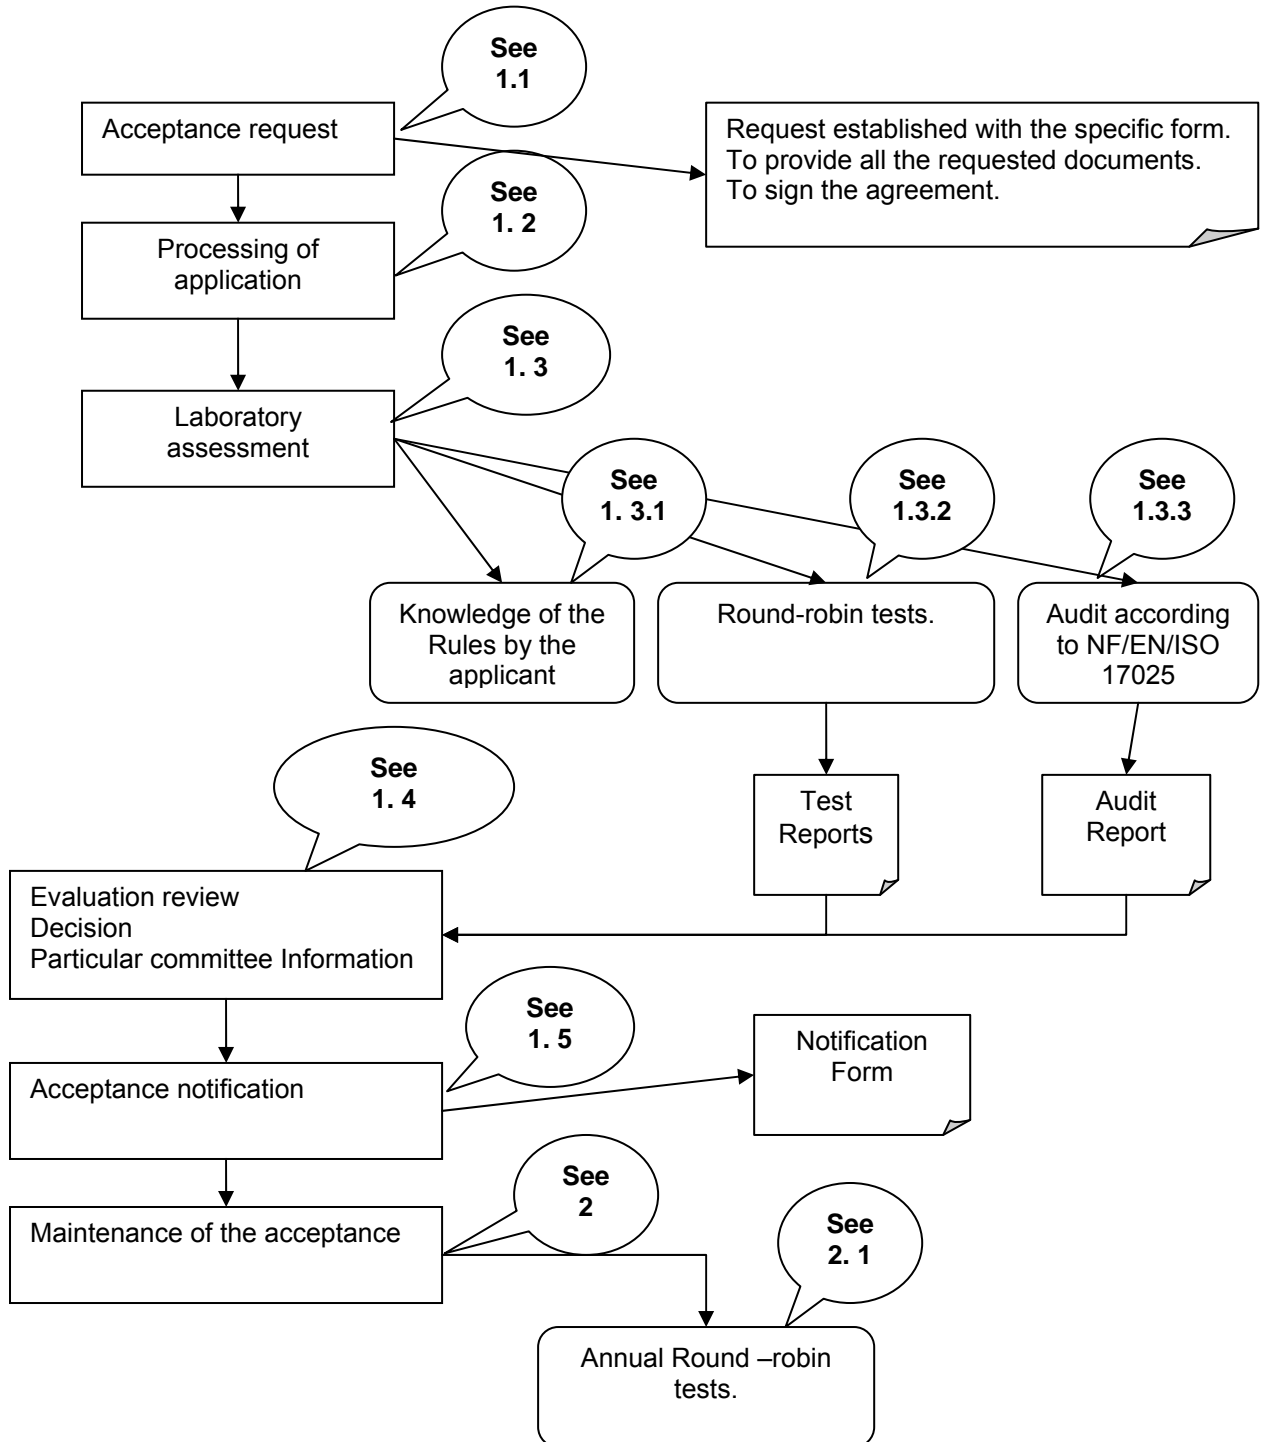 See
1.1
Acceptance request
Request established with the specific form.
To provide all the requested documents.
To sign the agreement.
See
1. 2
Processing of
application
See
1. 3
Laboratory
assessment
See
1. 3.1
See
1.3.2
See
1.3.3
Knowledge of the
Rules by the
applicant
Round-robin tests.
Audit according
to NF/EN/ISO
17025
See
1. 4
Test
Reports
Audit
Report
Evaluation review
Decision
Particular committee Information
See
1. 5
Acceptance notification
Notification
Form
See
2
Maintenance of the acceptance
See
2. 1
Annual Round –robin
tests.